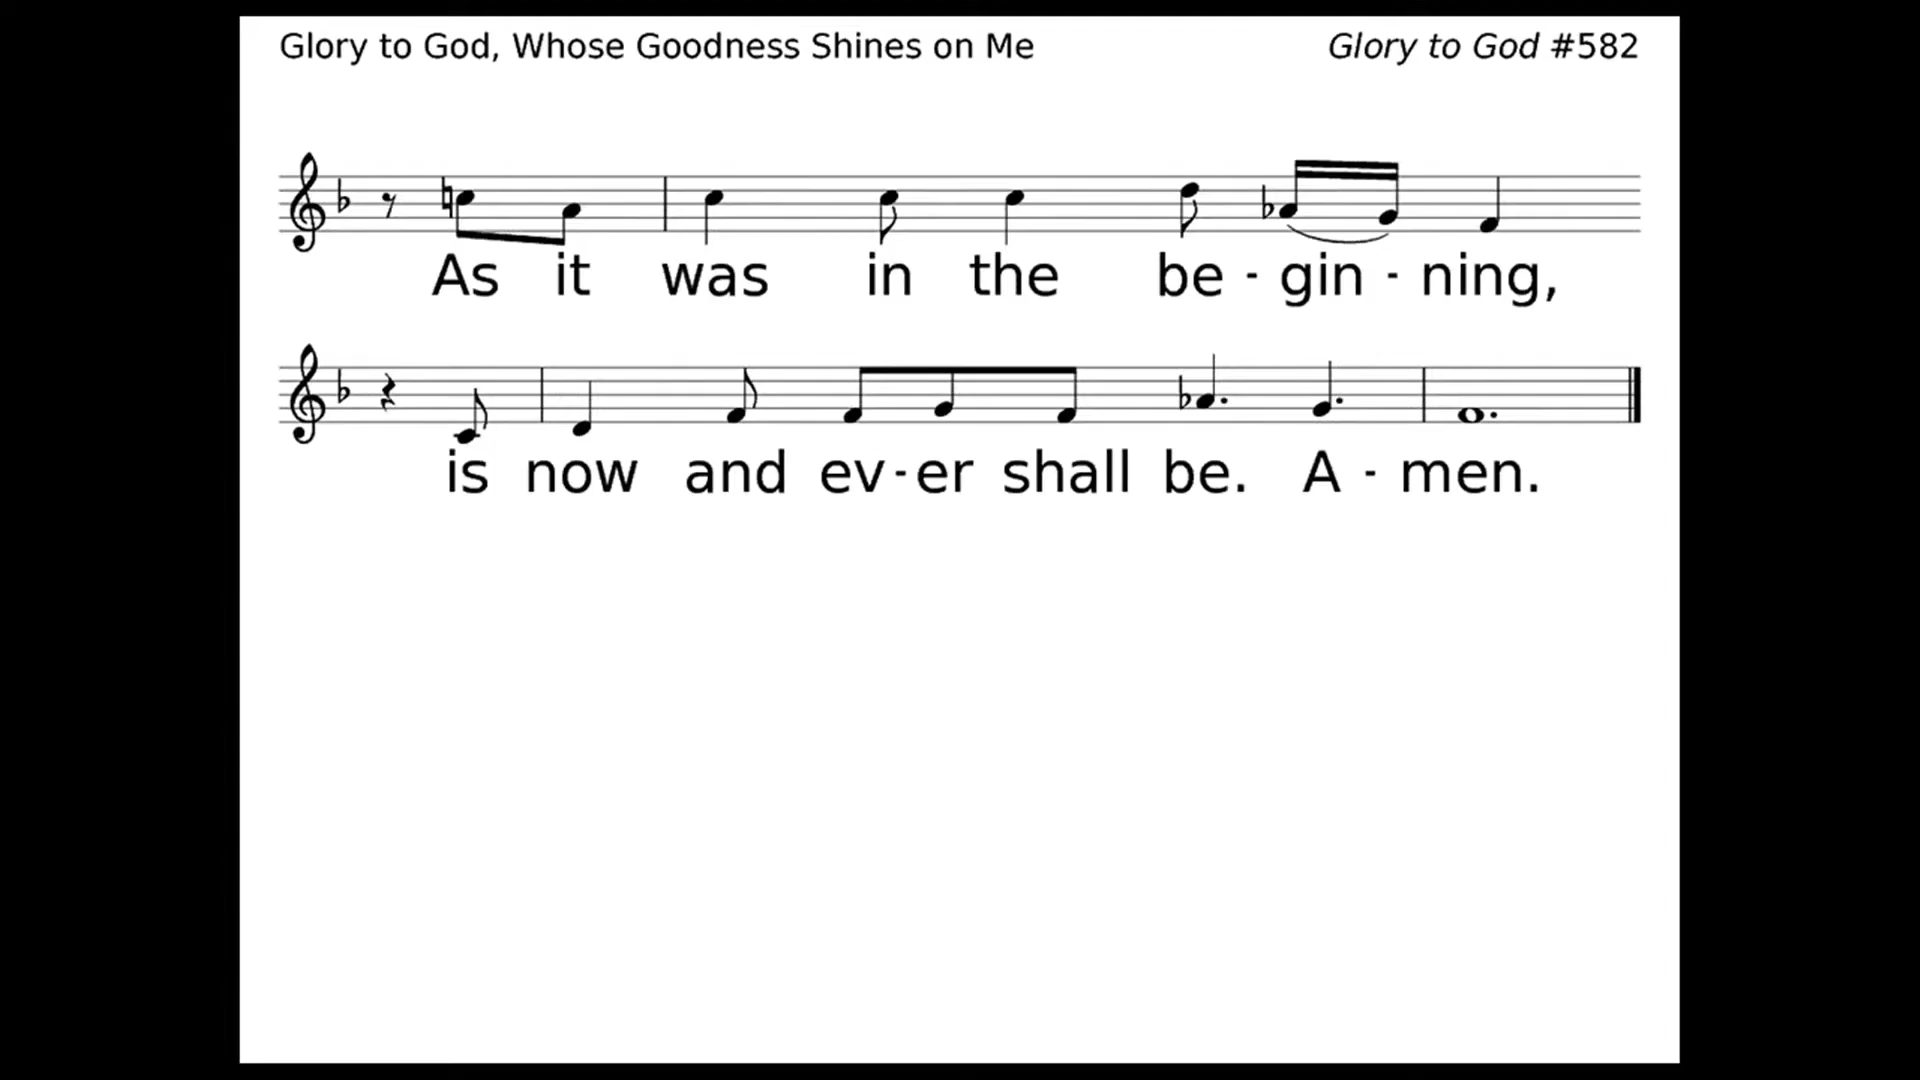 Glory to God, Whose Goodness Shines on Me
Glory to God #582
As it was in the be - gin - ning,
is now and ev - er shall be. A - men.